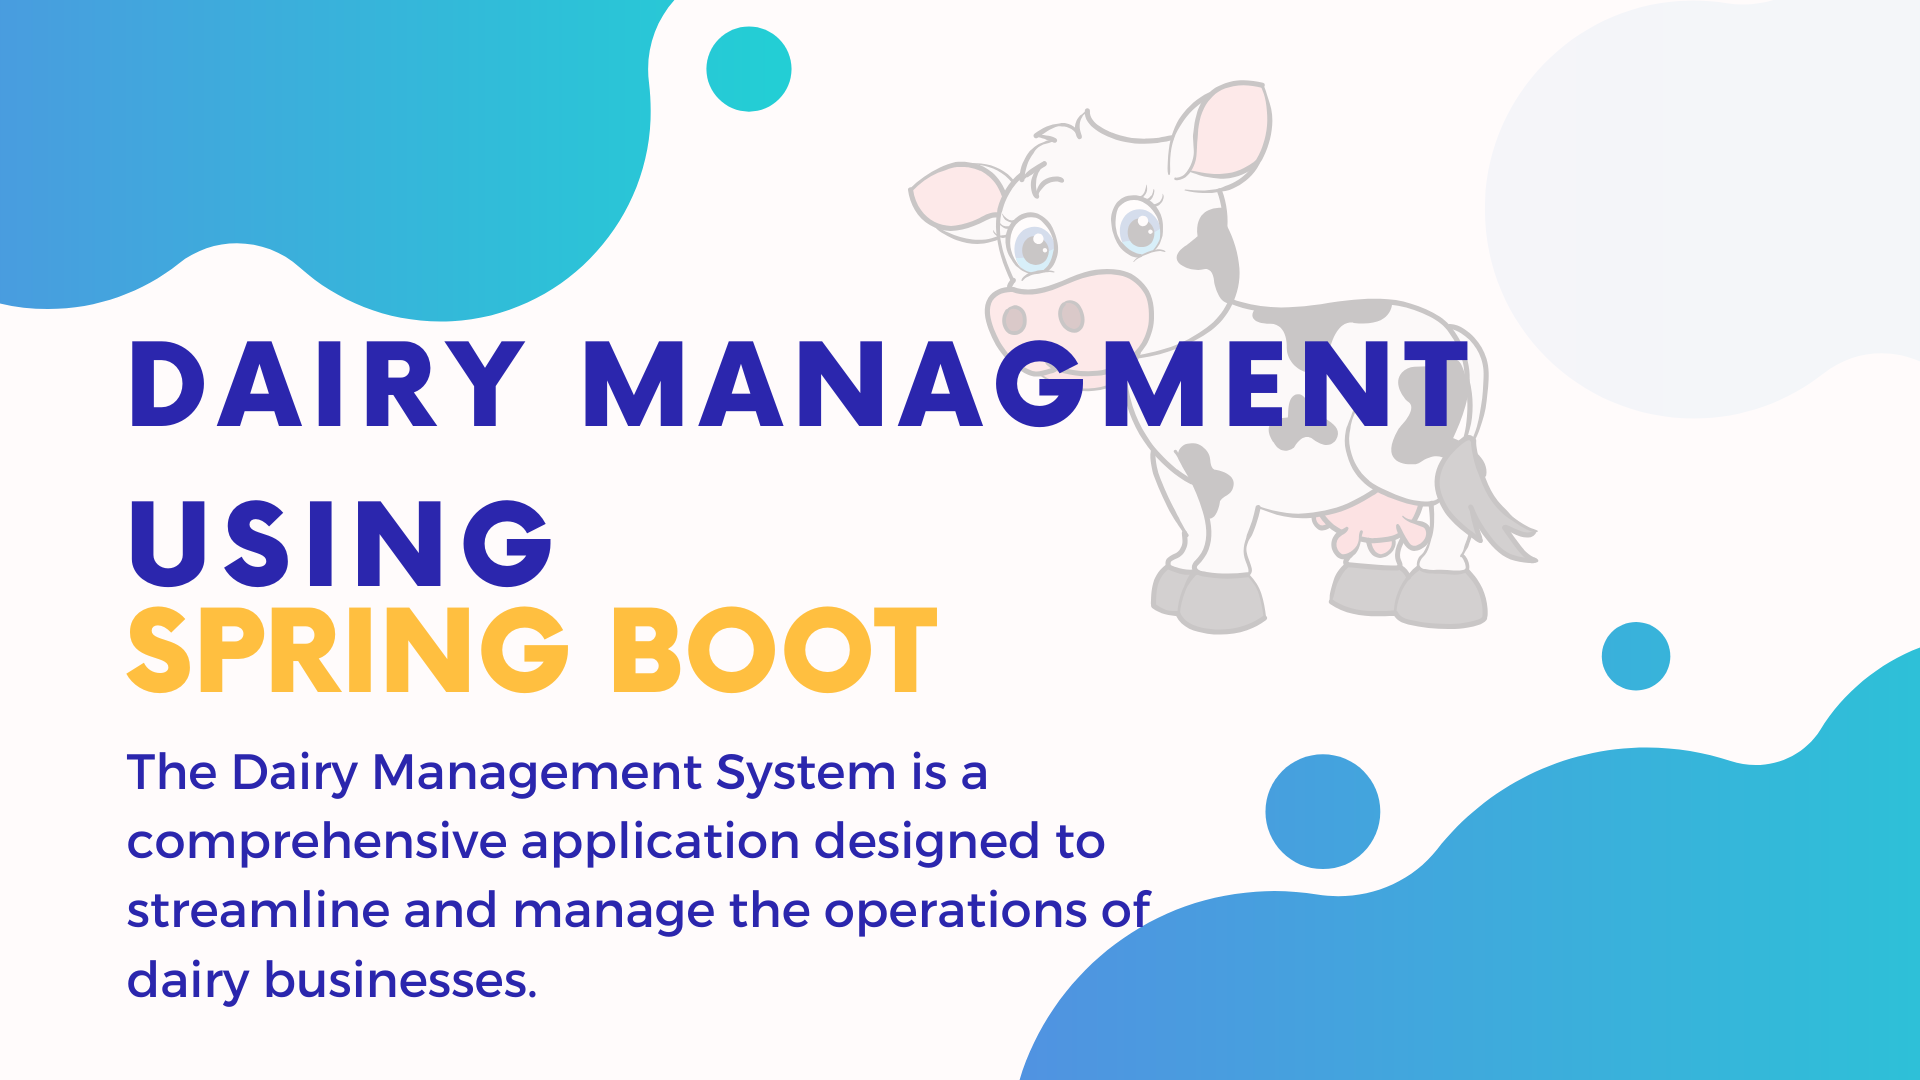 DAIRY MANAGMENT
USING
SPRING BOOT
The Dairy Management System is a
comprehensive application designed to
streamline and manage the operations of
dairy businesses.